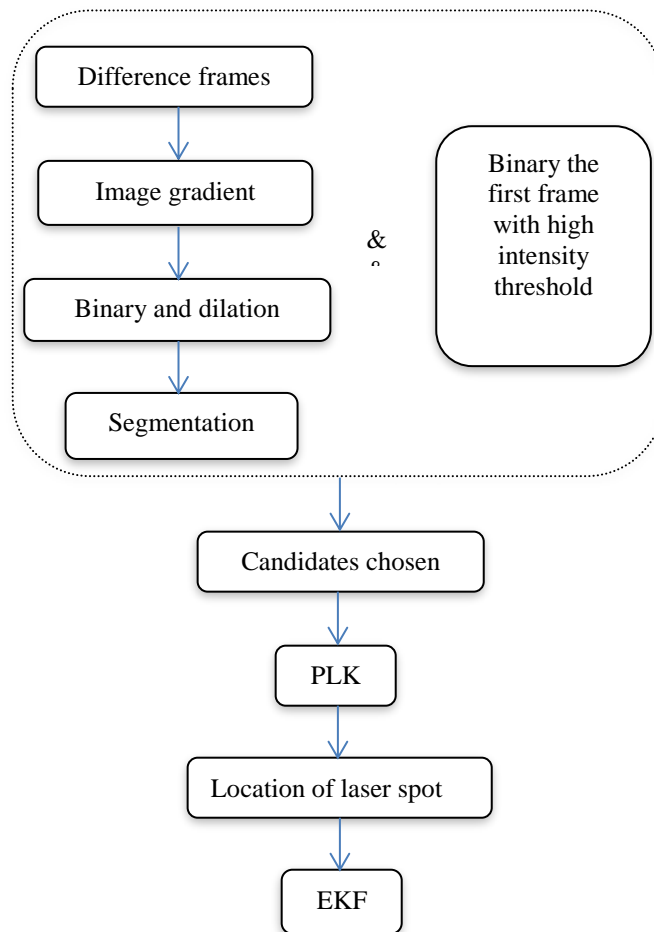 Difference frames
Image gradient
Binary and dilation
Segmentation
&
Binary the
first frame
with high
intensity
threshold
Candidates chosen
PLK
Location of laser spot
EKF